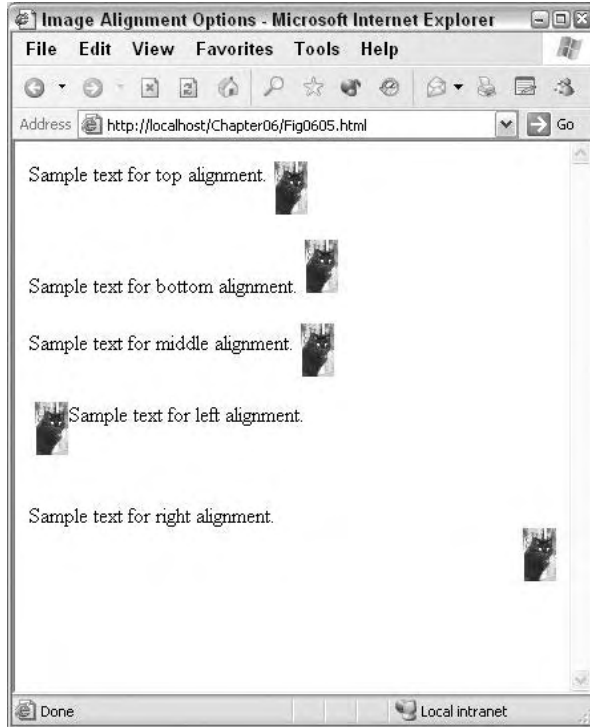 Image Alignment Options - Microsoft Internet Explorer
File Edit View Favorites Tools Help
Address http://localhost/Chapter06/Fig0605.html Go
Sample text for top alignment.
Sample text for bottom alignment.
Sample text for middle alignment.
Sample text for left alignment.
Sample text for right alignment.
Done Local intranet